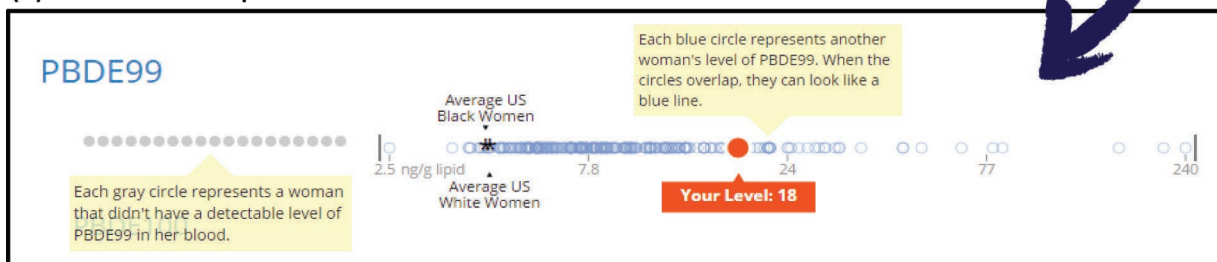 PBDE99
Each blue circle represents another
woman's level of PBDE99. When the
circles overlap, they can look like a
blue line.
Average US
Black Women
2.5 ng/g lipid
7.8
24
77
240
Average US
White Women
Your Level: 18
Each gray circle represents a woman
that didn't have a detectable level of
PBDE99 in her blood.
PBDE100